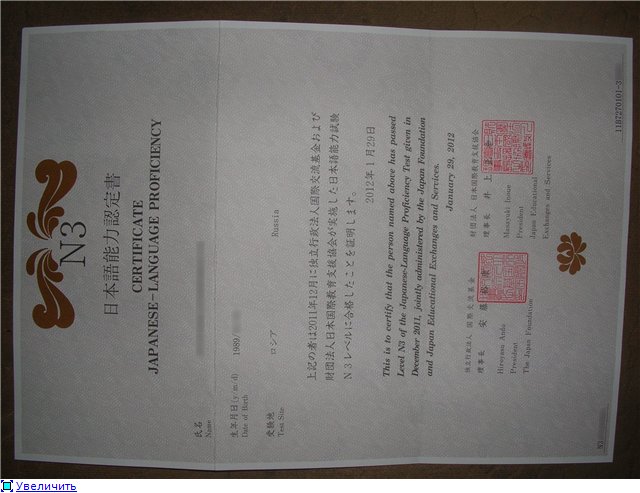 N3
日本語能力認定書
CERTIFICATE
JAPANESE-LANGUAGE PROFICIENCY
氏名
Name
生年月日(y/m/d)
Date of Birth
1989/
受験地
Test Site
ロシア
Russia
上記の者は2011年12月に独立行政法人国際交流基金および
財団法人日本国際教育支援協会が実施した日本語能力試験
N3レベルに合格したことを証明します。
2012年1月29日
This is to certify that the person named above has passed
Level N3 of the Japanese-Language Proficiency Test given in
December 2011, jointly administered by the Japan Foundation
and Japan Educational Exchanges and Services.
January 29, 2012
独立行政法人 国際交流基金
理事長 安藤裕康
Hiroyasu Ando
President
The Japan Foundation
財団法人 日本国際教育支援協会
理事長 井上正幸
Masayuki Inoue
President
Japan Educational
Exchanges and Services
N3
11B7270101-3
Увеличить